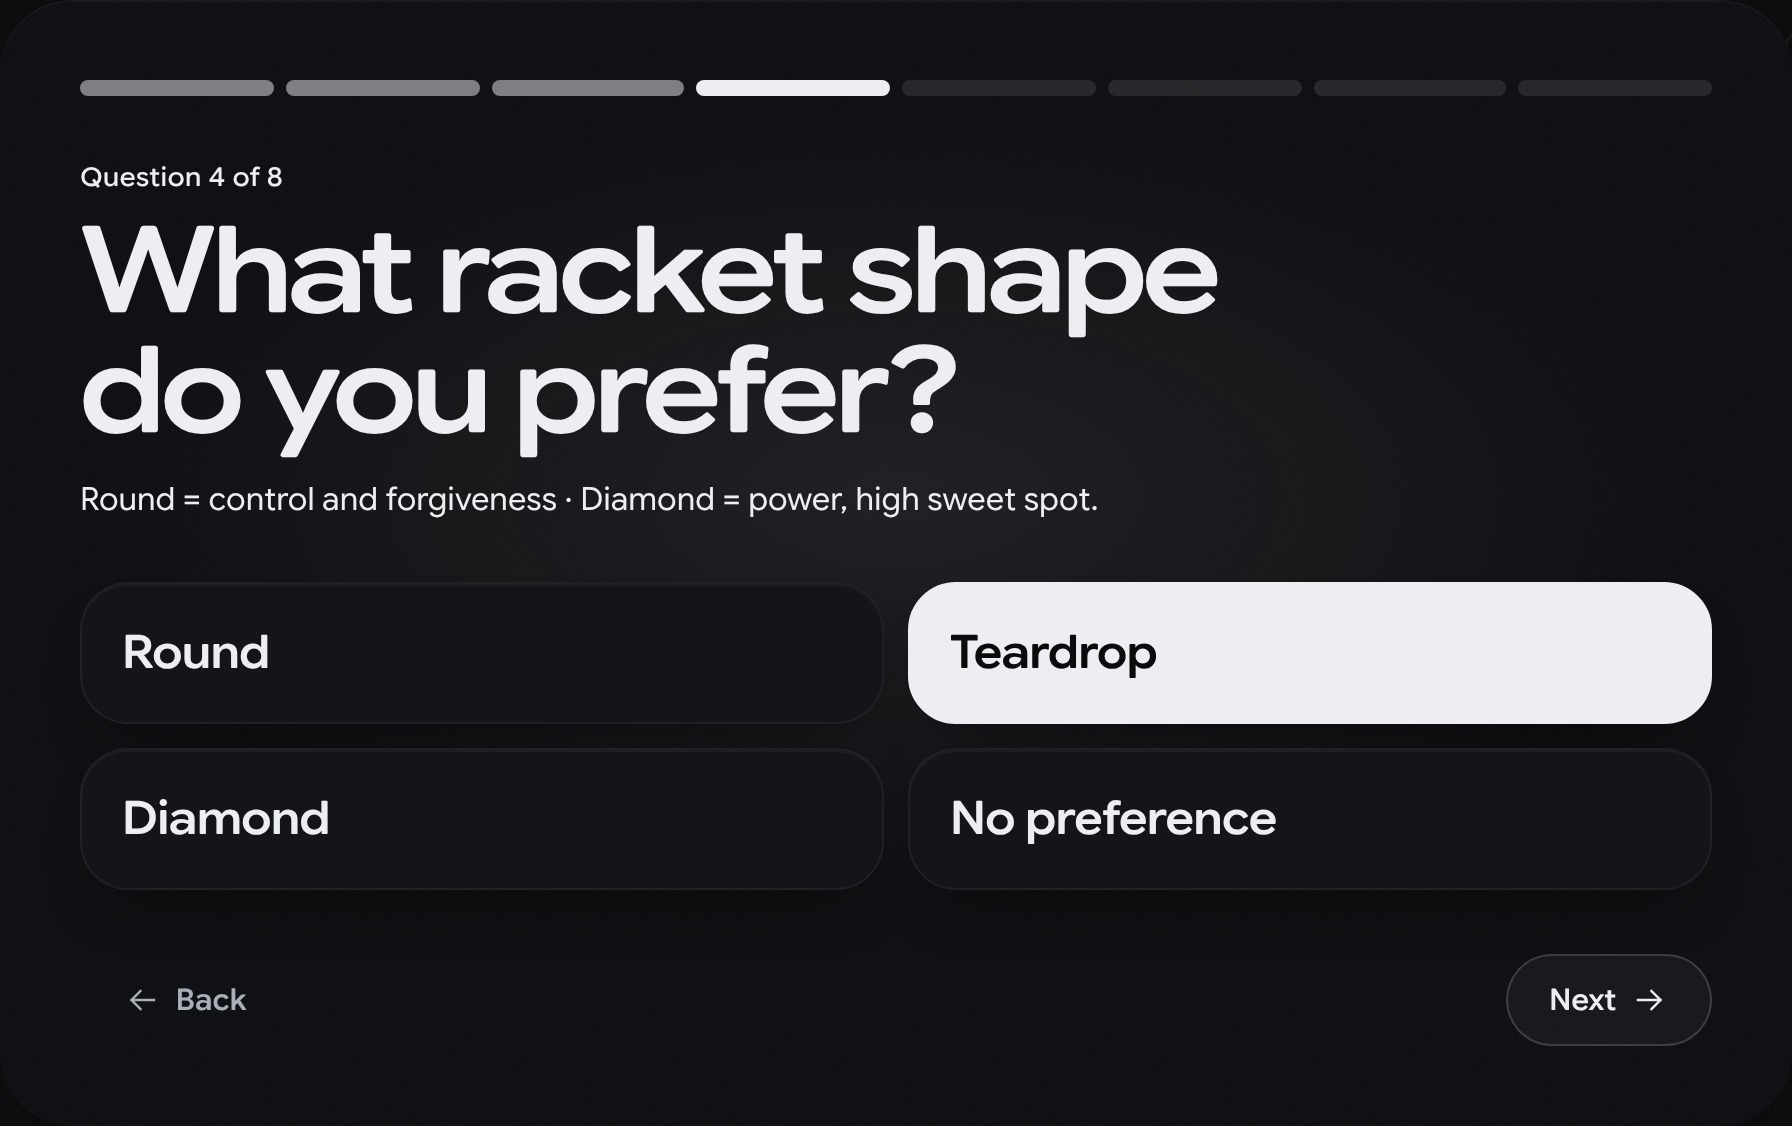 Question 4 of 8
What racket shape
do you prefer?
Round = control and forgiveness · Diamond = power, high sweet spot.
Round
Teardrop
Diamond
No preference
← Back
Next →